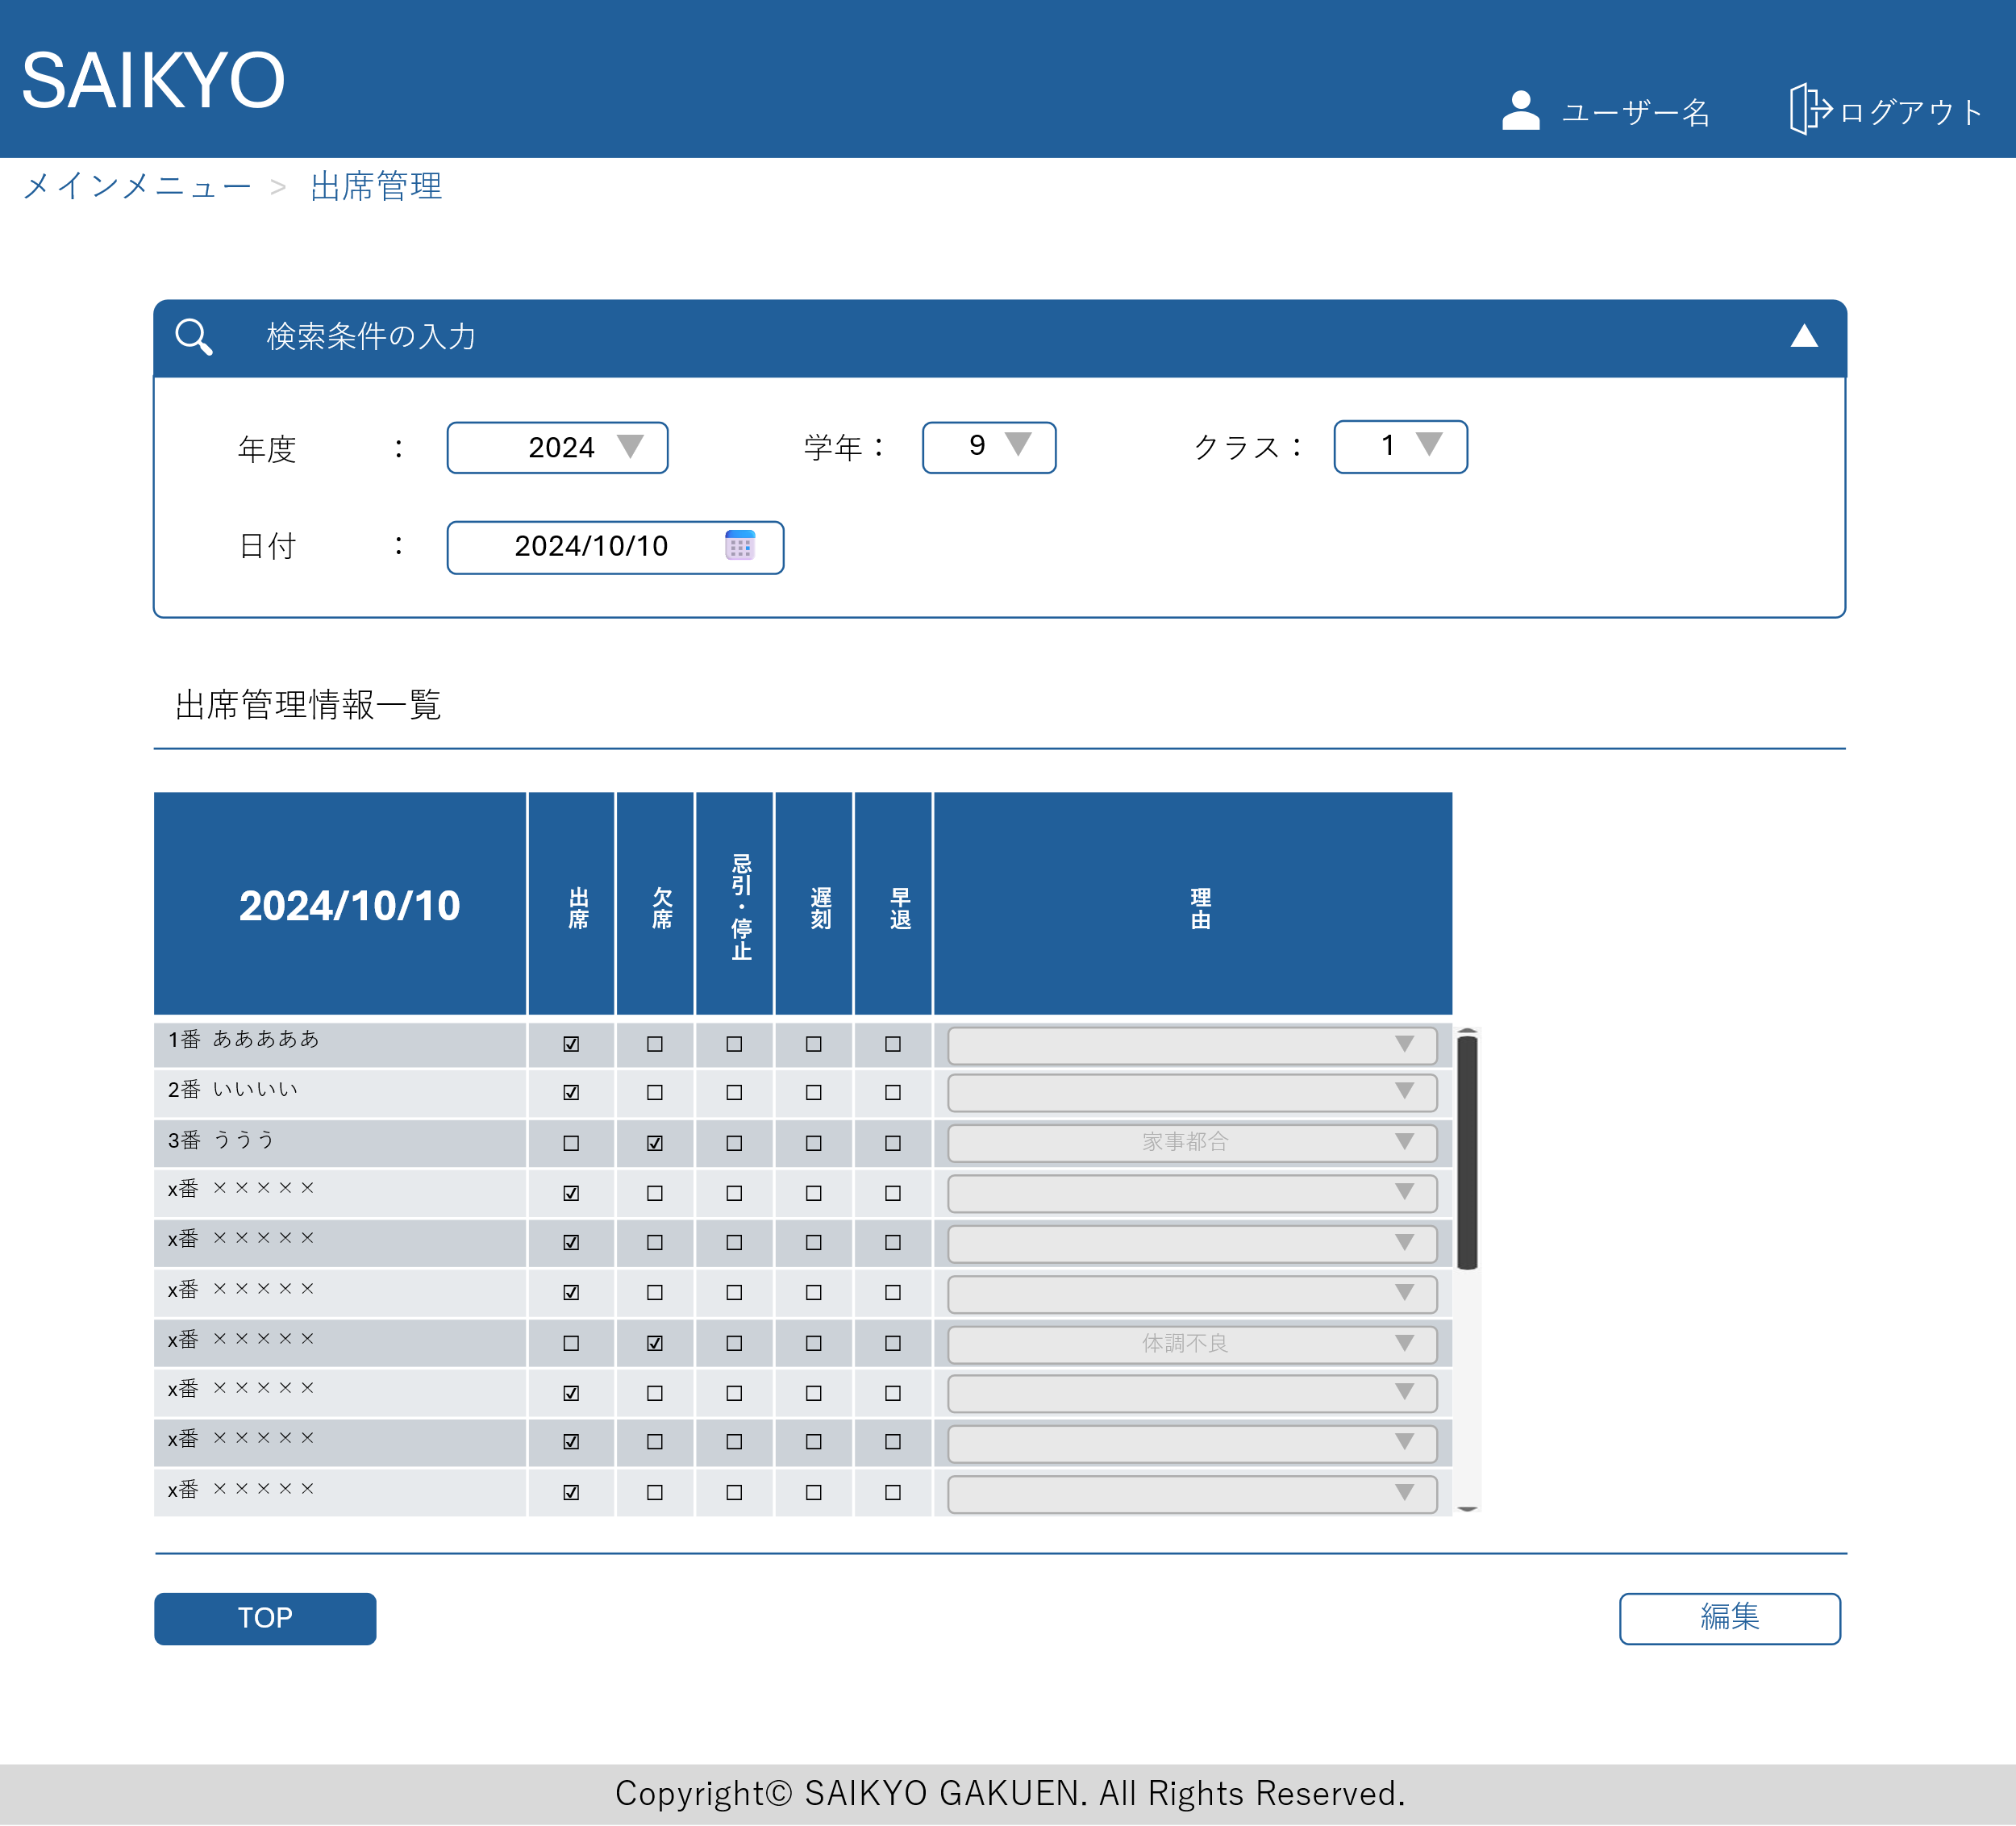 SAIKYO
ユーザー名 ログアウト
メインメニュー > 出席管理
検索条件の入力
年度 : 2024 学年： 9 クラス： 1
日付 : 2024/10/10
出席管理情報一覧
2024/10/10 出席 欠席 忌引・停止 遅刻 早退 理由
1番 あああああ ☑ ☐ ☐ ☐ ☐
2番 いいいい ☑ ☐ ☐ ☐ ☐
3番 ううう ☐ ☑ ☐ ☐ ☐ 家事都合
x番 ××××× ☑ ☐ ☐ ☐ ☐
x番 ××××× ☑ ☐ ☐ ☐ ☐
x番 ××××× ☑ ☐ ☐ ☐ ☐
x番 ××××× ☐ ☑ ☐ ☐ ☐ 体調不良
x番 ××××× ☑ ☐ ☐ ☐ ☐
x番 ××××× ☑ ☐ ☐ ☐ ☐
x番 ××××× ☑ ☐ ☐ ☐ ☐
TOP 編集
Copyright© SAIKYO GAKUEN. All Rights Reserved.